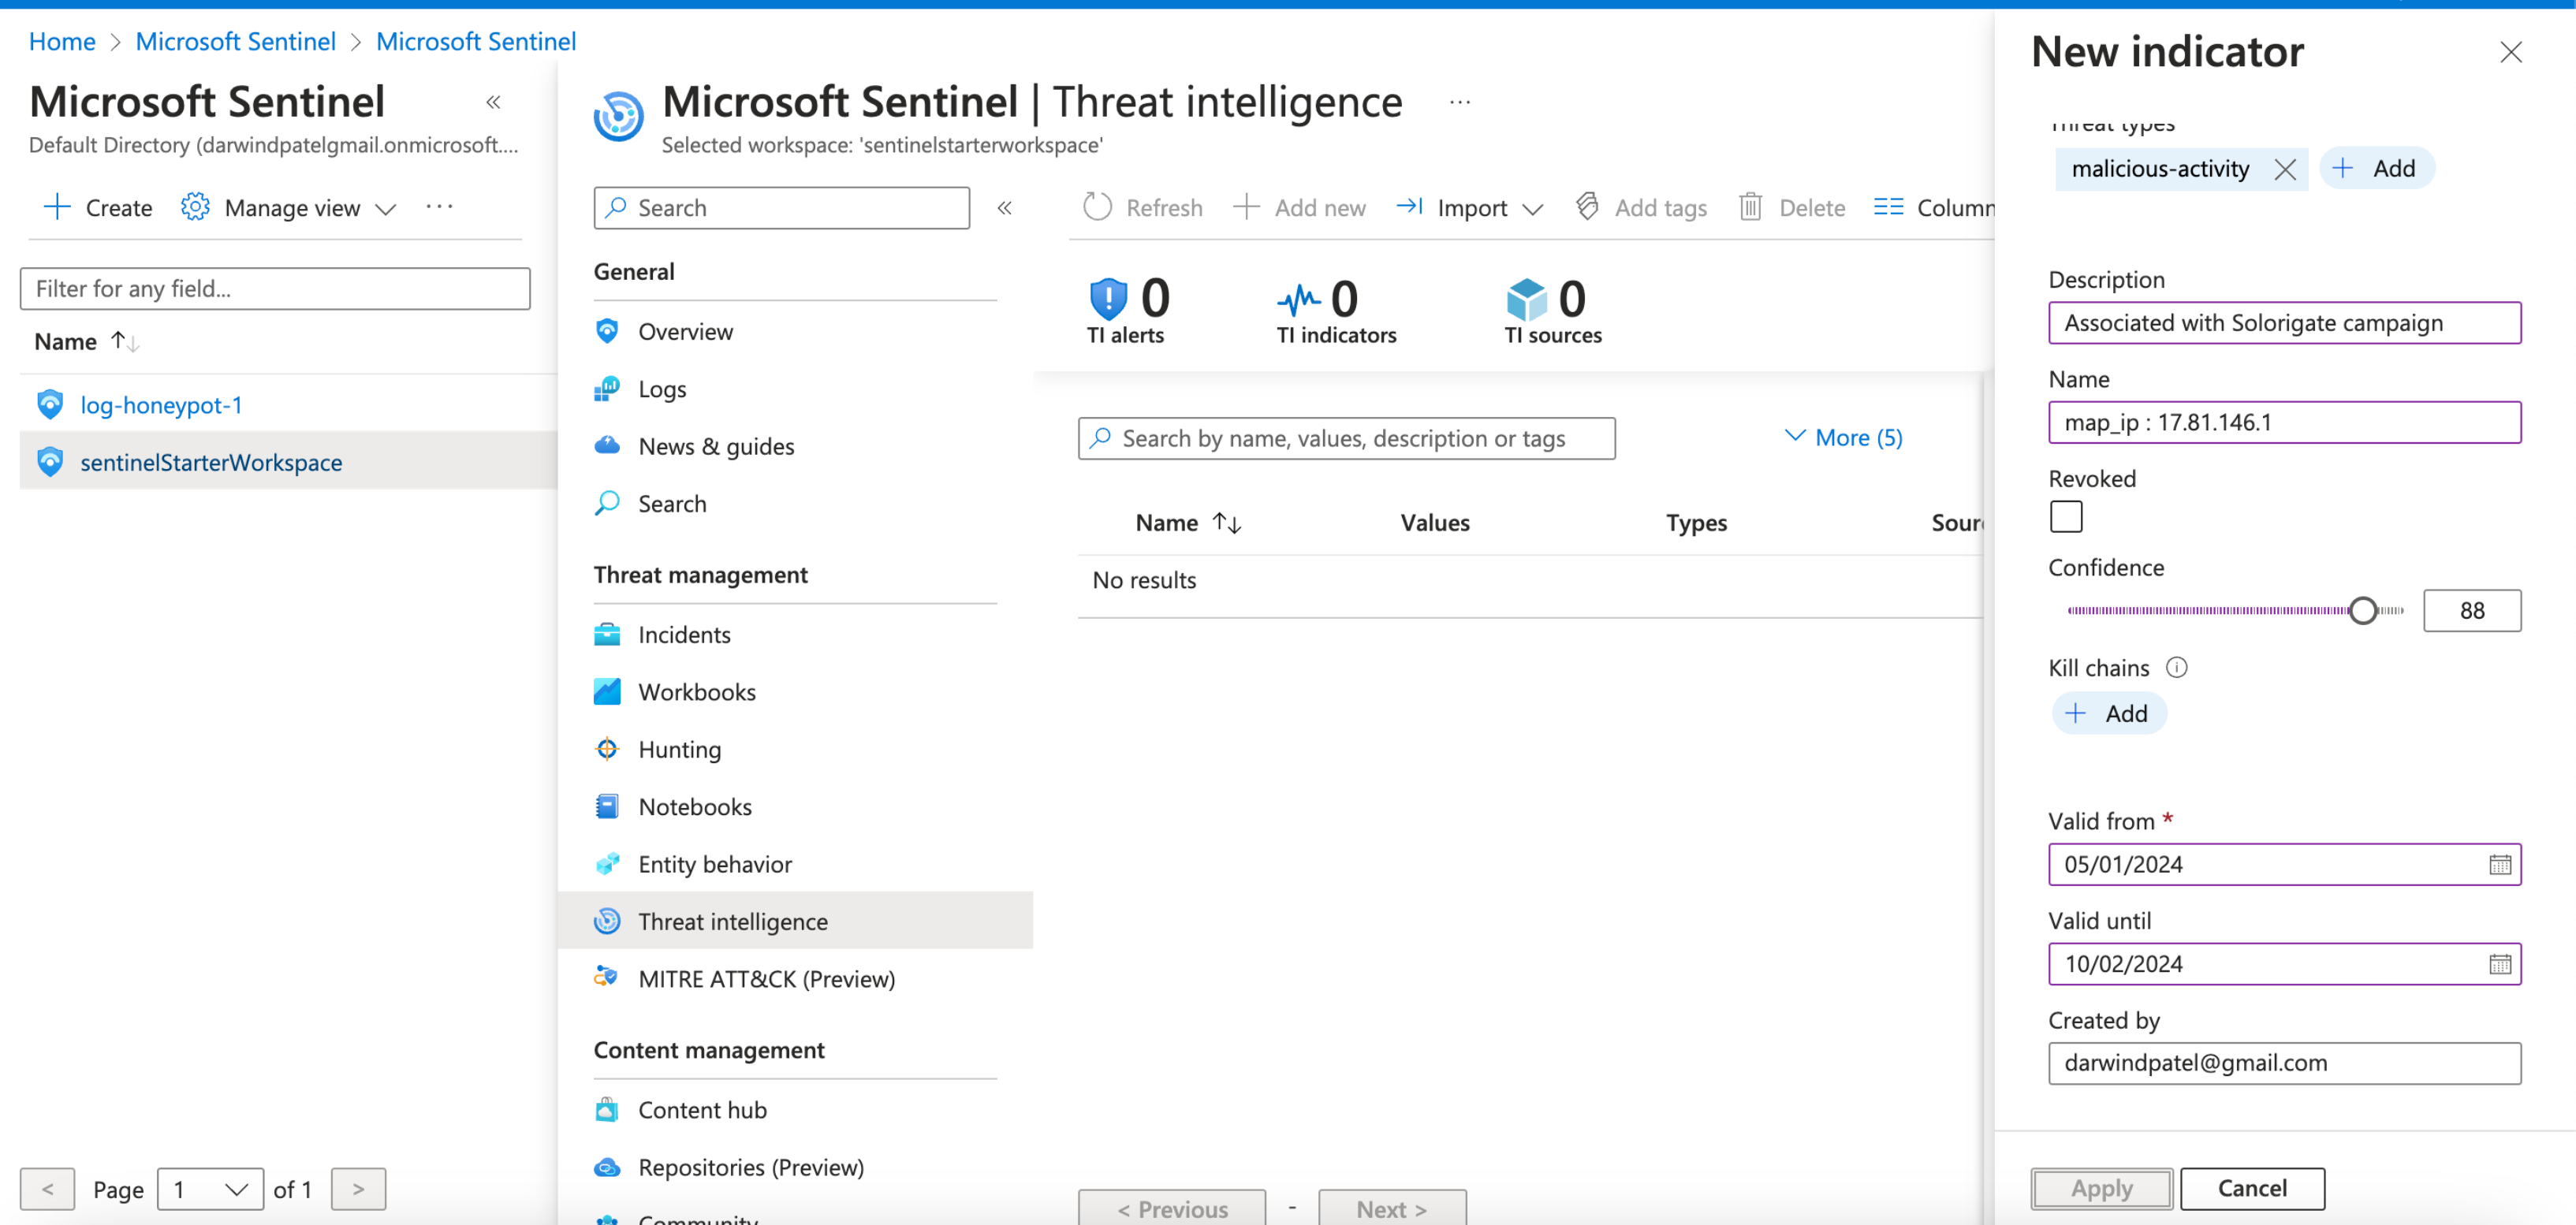 Home > Microsoft Sentinel > Microsoft Sentinel
Microsoft Sentinel «
Default Directory (darwindpatelgmail.onmicrosoft....
+ Create Manage view ...
Filter for any field...
Name ↑↓
log-honeypot-1
sentinelStarterWorkspace
< Page 1 of 1 >
Microsoft Sentinel | Threat intelligence ...
Selected workspace: 'sentinelstarterworkspace'
Search «
General
Overview
Logs
News & guides
Search
Threat management
Incidents
Workbooks
Hunting
Notebooks
Entity behavior
Threat intelligence
MITRE ATT&CK (Preview)
Content management
Content hub
Repositories (Preview)
Community
Refresh + Add new Import Add tags Delete Column
0 0 0
TI alerts TI indicators TI sources
Search by name, values, description or tags More (5)
Name ↑↓ Values Types Sour
No results
< Previous - Next >
New indicator
Threat types
malicious-activity + Add
Description
Associated with Solorigate campaign
Name
map_ip : 17.81.146.1
Revoked
Confidence
88
Kill chains
+ Add
Valid from *
05/01/2024
Valid until
10/02/2024
Created by
darwindpatel@gmail.com
Apply Cancel